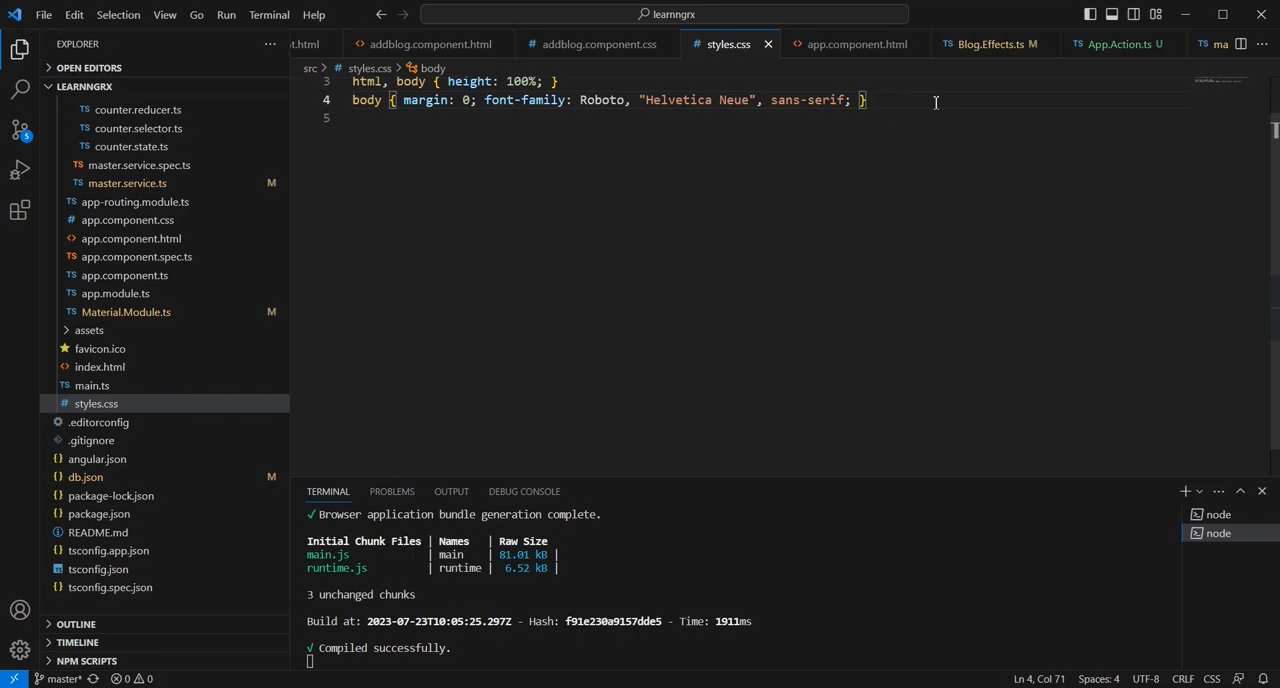 File Edit Selection View Go Run Terminal Help
learnngrx
EXPLORER
t.html
addblog.component.html
addblog.component.css
styles.css
app.component.html
Blog.Effects.ts M
App.Action.ts U
ma
src > styles.css > body
OPEN EDITORS
LEARNNGRX
counter.reducer.ts
counter.selector.ts
counter.state.ts
master.service.spec.ts
master.service.ts M
app-routing.module.ts
app.component.css
app.component.html
app.component.spec.ts
app.component.ts
app.module.ts
Material.Module.ts M
assets
favicon.ico
index.html
main.ts
styles.css
.editorconfig
.gitignore
angular.json
db.json M
package-lock.json
package.json
README.md
tsconfig.app.json
tsconfig.json
tsconfig.spec.json
OUTLINE
TIMELINE
NPM SCRIPTS
3 html, body { height: 100%; }
4 body { margin: 0; font-family: Roboto, "Helvetica Neue", sans-serif; }
5
TERMINAL PROBLEMS OUTPUT DEBUG CONSOLE
√ Browser application bundle generation complete.
Initial Chunk Files | Names | Raw Size
main.js | main | 81.01 kB |
runtime.js | runtime | 6.52 kB |
3 unchanged chunks
Build at: 2023-07-23T10:05:25.297Z - Hash: f91e230a9157dde5 - Time: 1911ms
√ Compiled successfully.
node
node
master* 0 0
Ln 4, Col 71 Spaces: 4 UTF-8 CRLF CSS